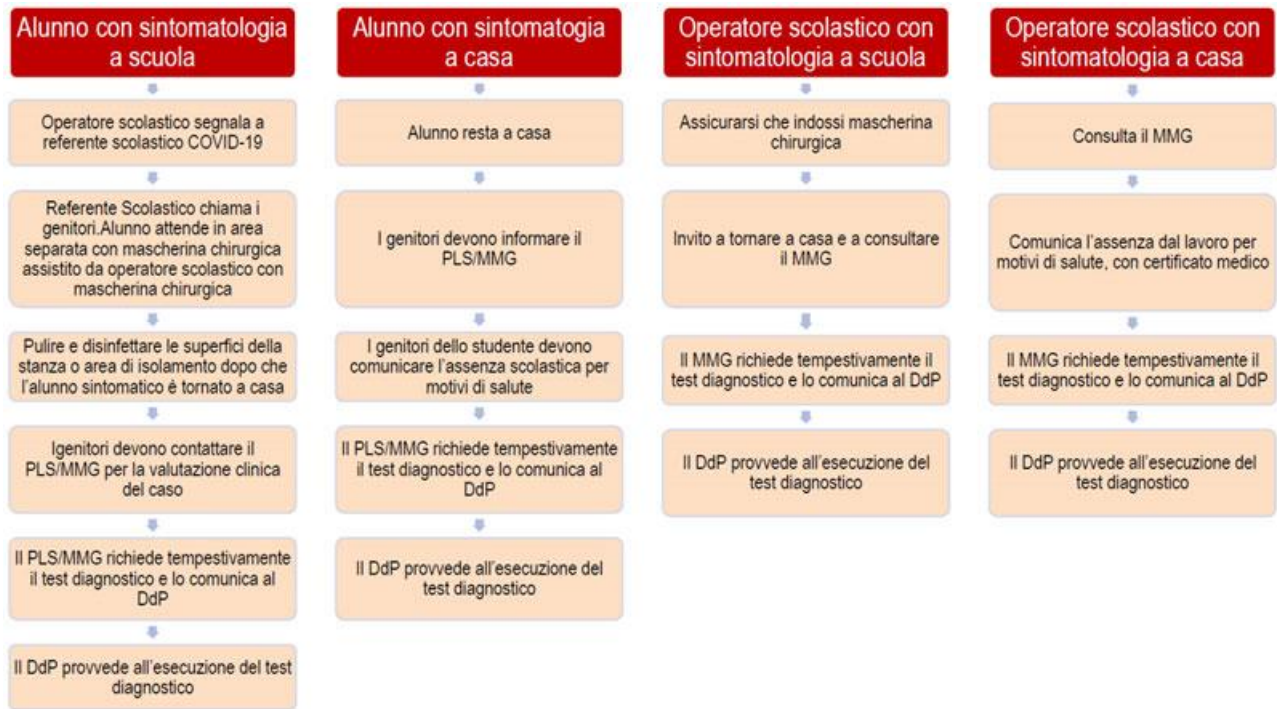 Alunno con sintomatologia
a scuola
Operatore scolastico segnala a
referente scolastico COVID-19
Referente Scolastico chiama i
genitori.Alunno attende in area
separata con mascherina chirurgica
assistito da operatore scolastico con
mascherina chirurgica
Pulire e disinfettare le superfici della
stanza o area di isolamento dopo che
l'alunno sintomatico è tornato a casa
Igenitori devono contattare il
PLS/MMG per la valutazione clinica
del caso
Il PLS/MMG richiede tempestivamente
il test diagnostico e lo comunica al
DdP
Il DdP provvede all'esecuzione del test
diagnostico
Alunno con sintomatogia
a casa
Alunno resta a casa
I genitori devono informare il
PLS/MMG
I genitori dello studente devono
comunicare l'assenza scolastica per
motivi di salute
Il PLS/MMG richiede tempestivamente
il test diagnostico e lo comunica al
DdP
Il DdP provvede all'esecuzione del
test diagnostico
Operatore scolastico con
sintomatologia a scuola
Assicurarsi che indossi mascherina
chirurgica
Invito a tornare a casa e a consultare
il MMG
Il MMG richiede tempestivamente il
test diagnostico e lo comunica al DdP
Il DdP provvede all'esecuzione del
test diagnostico
Operatore scolastico con
sintomatologia a casa
Consulta il MMG
Comunica l'assenza dal lavoro per
motivi di salute, con certificato medico
Il MMG richiede tempestivamente il
test diagnostico e lo comunica al DdP
Il DdP provvede all'esecuzione del
test diagnostico